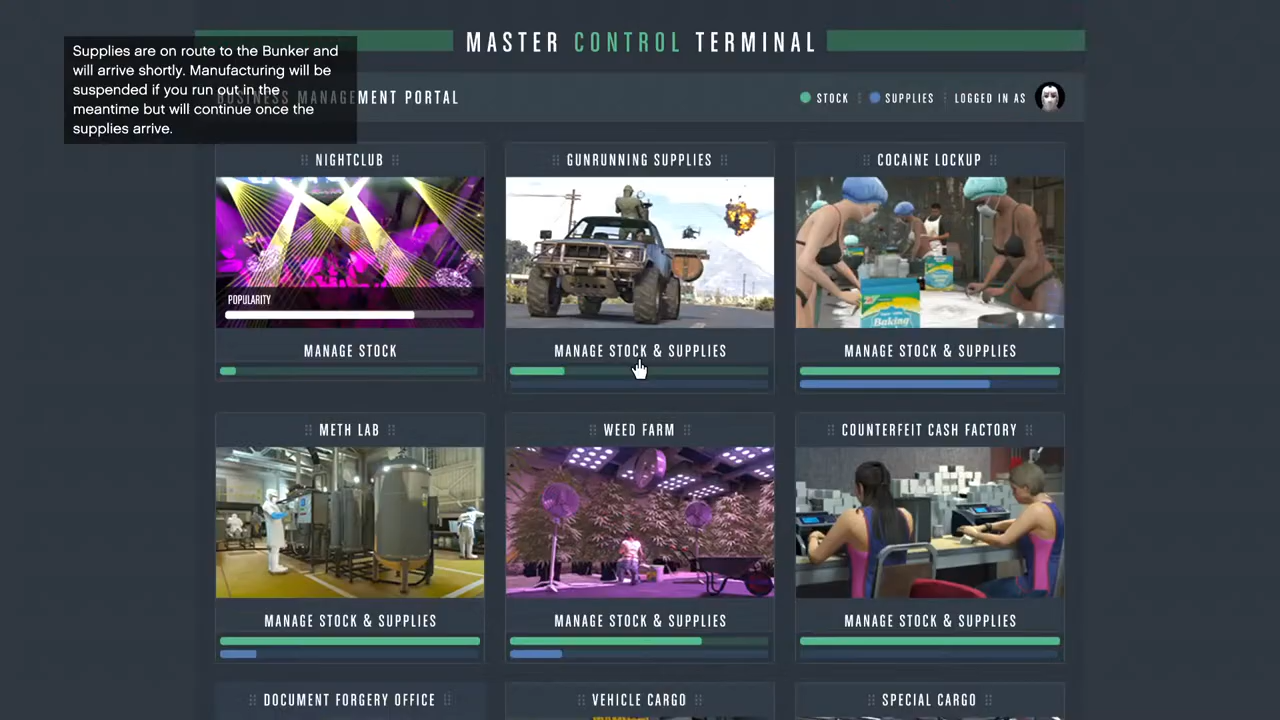 MASTER CONTROL TERMINAL
Supplies are on route to the Bunker and
will arrive shortly. Manufacturing will be
suspended if you run out in the
meantime but will continue once the
supplies arrive.
BUSINESS MANAGEMENT PORTAL
STOCK
SUPPLIES
LOGGED IN AS
NIGHTCLUB
GUNRUNNING SUPPLIES
COCAINE LOCKUP
POPULARITY
Baking
MANAGE STOCK
MANAGE STOCK & SUPPLIES
MANAGE STOCK & SUPPLIES
METH LAB
WEED FARM
COUNTERFEIT CASH FACTORY
MANAGE STOCK & SUPPLIES
MANAGE STOCK & SUPPLIES
MANAGE STOCK & SUPPLIES
DOCUMENT FORGERY OFFICE
VEHICLE CARGO
SPECIAL CARGO